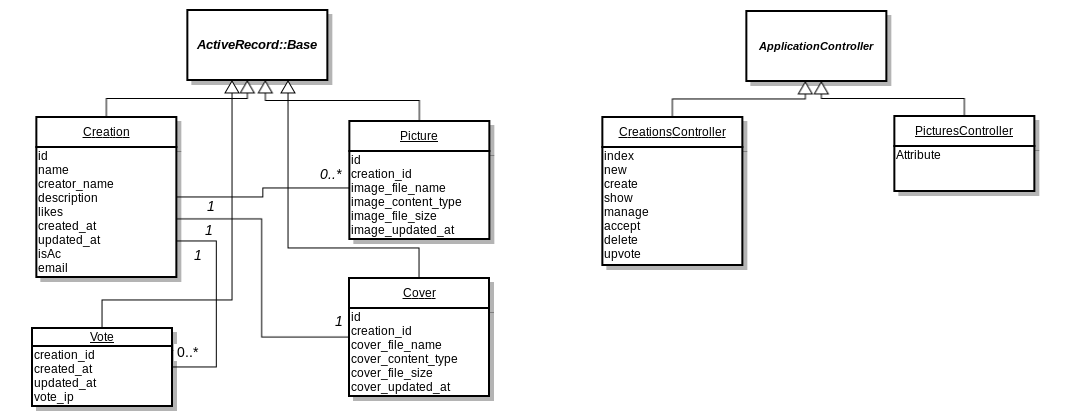 ActiveRecord::Base
ApplicationController
Creation
id
name
creator_name
description
likes
created_at
updated_at
isAc
email
Picture
id
creation_id
image_file_name
image_content_type
image_file_size
image_updated_at
0..*
1
1
1
Cover
id
creation_id
cover_file_name
cover_content_type
cover_file_size
cover_updated_at
1
Vote
creation_id
created_at
updated_at
vote_ip
0..*
CreationsController
index
new
create
show
manage
accept
delete
upvote
PicturesController
Attribute